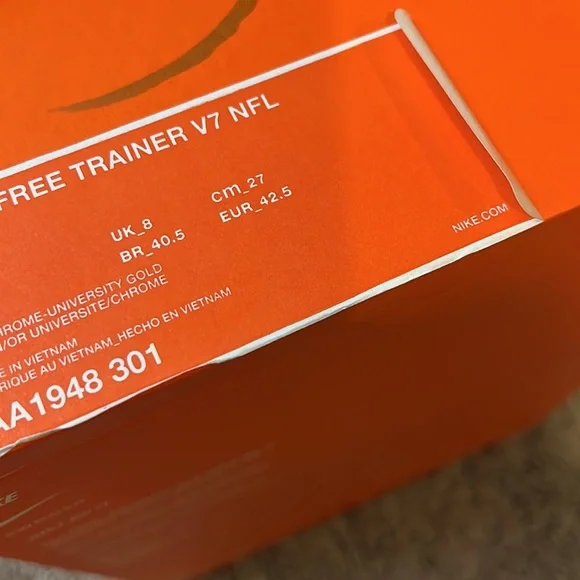 FREE TRAINER V7 NFL
UK_8 cm_27
BR_40.5 EUR_42.5
NIKE.COM
HROME-UNIVERSITY GOLD
N/OR UNIVERSITE/CHROME
E IN VIETNAM
RIQUE AU VIETNAM_HECHO EN VIETNAM
AA1948 301